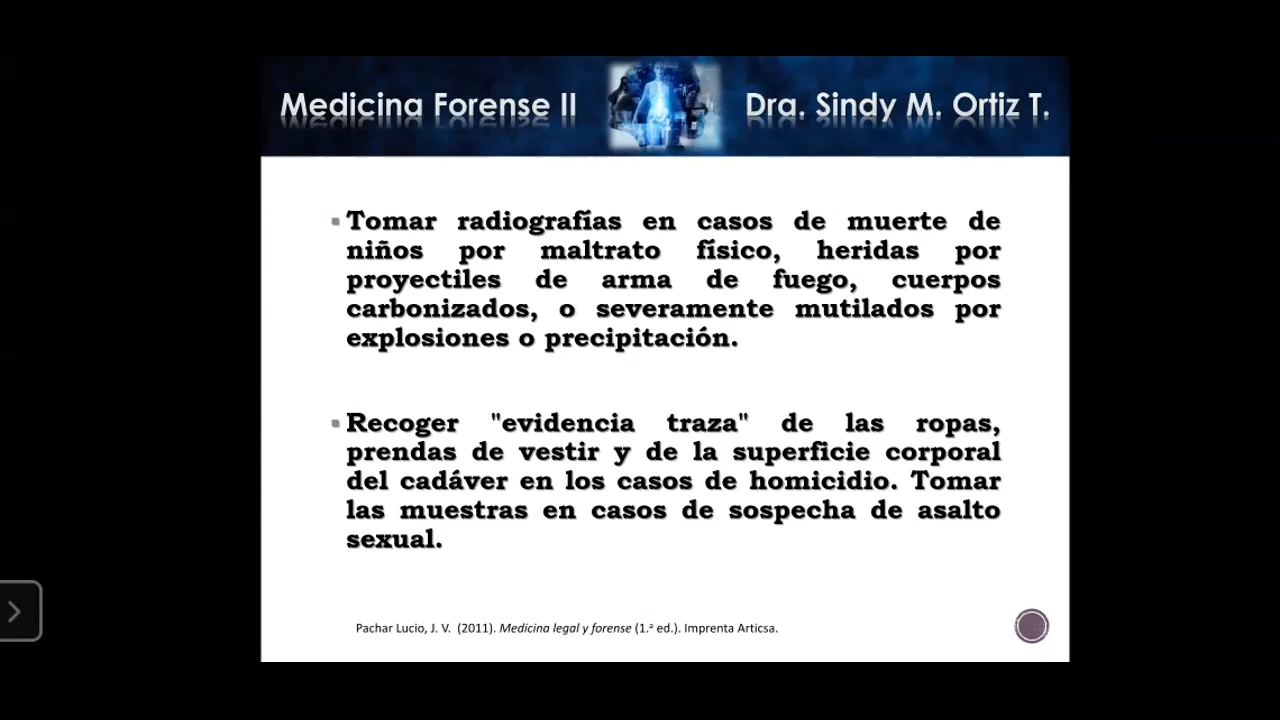 Medicina Forense II
Dra. Sindy M. Ortiz T.
Tomar radiografías en casos de muerte de
niños por maltrato físico, heridas por
proyectiles de arma de fuego, cuerpos
carbonizados, o severamente mutilados por
explosiones o precipitación.
Recoger "evidencia traza" de las ropas,
prendas de vestir y de la superficie corporal
del cadáver en los casos de homicidio. Tomar
las muestras en casos de sospecha de asalto
sexual.
Pachar Lucio, J. V. (2011). Medicina legal y forense (1.ª ed.). Imprenta Articsa.